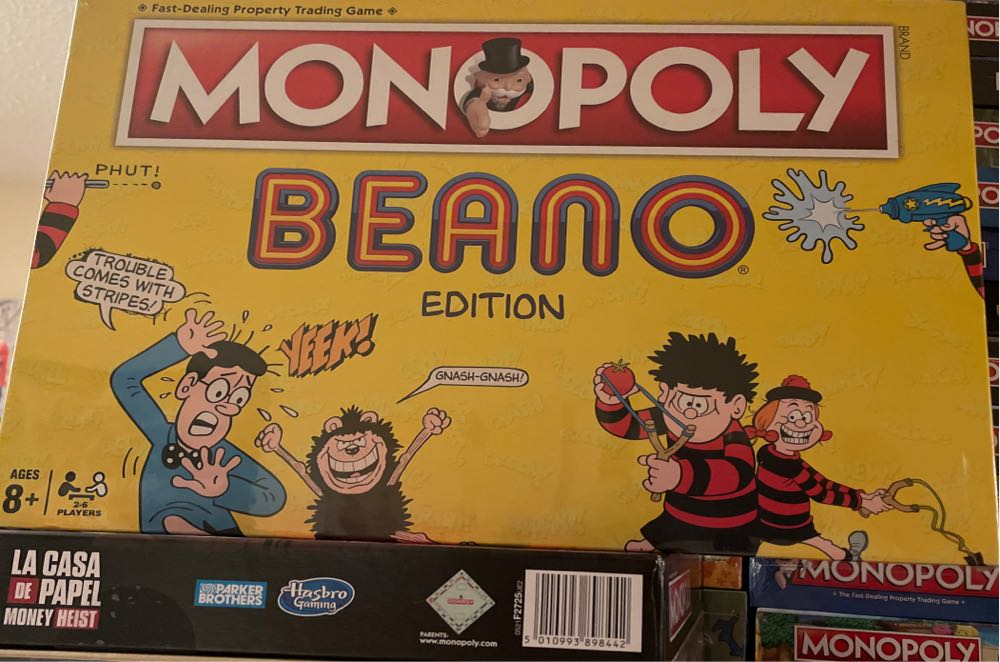 Fast-Dealing Property Trading Game
MONOPOLY
BRAND
PHUT!
BEANO
®
EDITION
TROUBLE
COMES WITH
STRIPES!
YEEK!
GNASH-GNASH!
AGES
8+
2-6
PLAYERS
LA CASA
DE PAPEL
MONEY HEIST
PARKER
BROTHERS
Hasbro
Gaming
MONOPOLY
PARENTS:
www.monopoly.com
F2725
5 010993 898442
MONOPOLY
The Fast-Dealing Property Trading Game
MONOPOLY